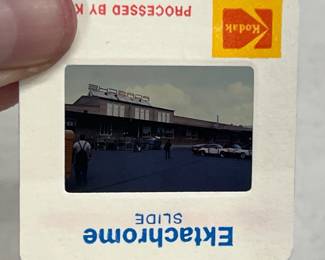 Ektachrome
SLIDE
Kodak
PROCESSED BY K